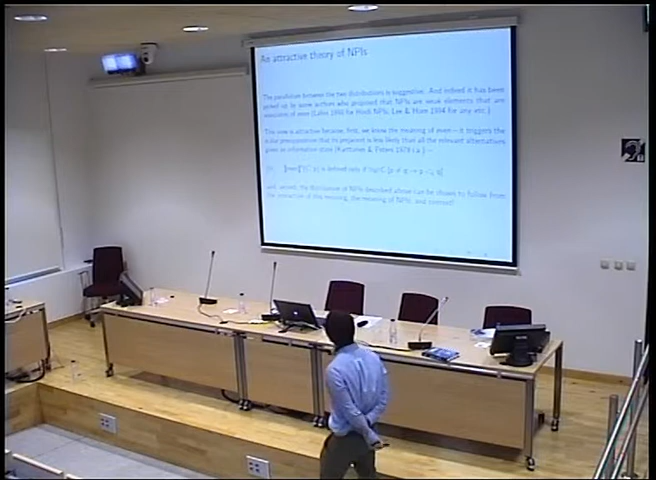 An attractive theory of NPIs
The parallelism between the two distributions is suggestive. And indeed it has been
picked up by some authors who proposed that NPIs are weak elements that are
associates of even (Lahiri 1998 for Hindi NPIs, Lee & Horn 1994 for any etc.)
This view is attractive because, first, we know the meaning of even—it triggers the
scalar presupposition that its prejacent is less likely than all the relevant alternatives
given an information state (Karttunen & Peters 1979 i.a.)
is defined only if
and, second, the distribution of NPIs described above can be shown to follow from
the interaction of this meaning, the meaning of NPIs, and context!